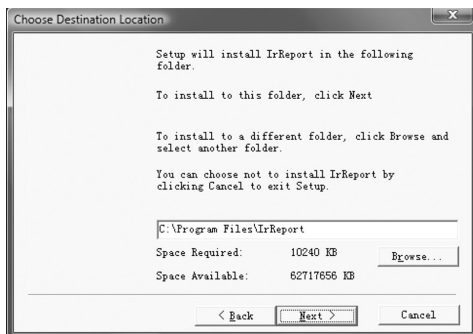 Choose Destination Location
Setup will install IrReport in the following
folder.
To install to this folder, click Next
To install to a different folder, click Browse and
select another folder.
You can choose not to install IrReport by
clicking Cancel to exit Setup.
C:\Program Files\IrReport
Space Required: 10240 KB
Browse...
Space Available: 62717656 KB
< Back Next > Cancel